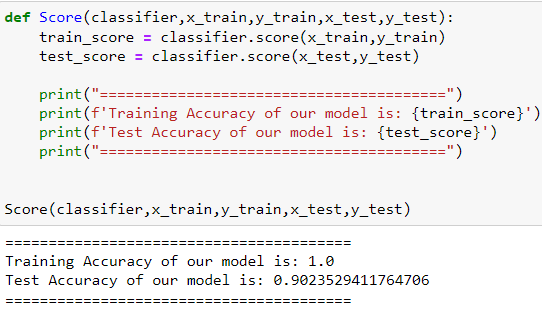 def Score(classifier,x_train,y_train,x_test,y_test):
    train_score = classifier.score(x_train,y_train)
    test_score = classifier.score(x_test,y_test)
    print("========================================")
    print(f'Training Accuracy of our model is: {train_score}')
    print(f'Test Accuracy of our model is: {test_score}')
    print("========================================")
Score(classifier,x_train,y_train,x_test,y_test)
========================================
Training Accuracy of our model is: 1.0
Test Accuracy of our model is: 0.9023529411764706
========================================